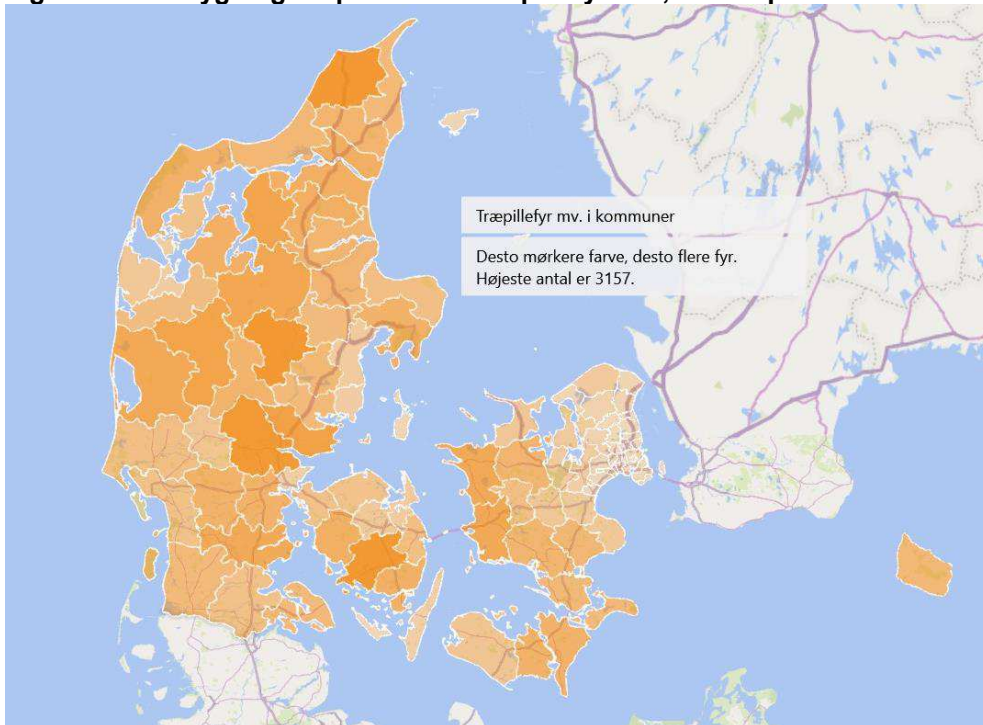 Træpillefyr mv. i kommuner
Desto mørkere farve, desto flere fyr.
Højeste antal er 3157.